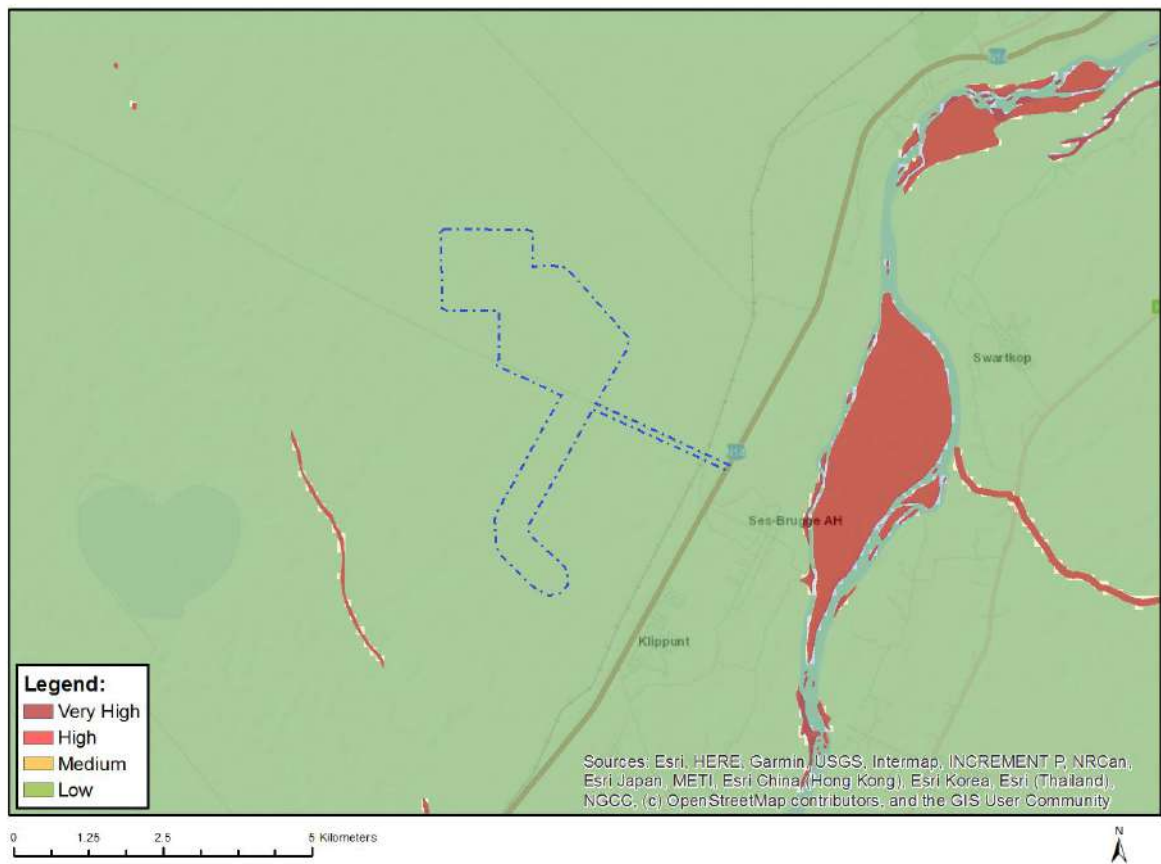 N14
Swartkop
N14
Ses-Brugge AH
Klippunt
Legend:
Very High
High
Medium
Low
Sources: Esri, HERE, Garmin, USGS, Intermap, INCREMENT P, NRCan,
Esri Japan, METI, Esri China (Hong Kong), Esri Korea, Esri (Thailand),
NGCC, (c) OpenStreetMap contributors, and the GIS User Community
0 1.25 2.5 5 Kilometers
N